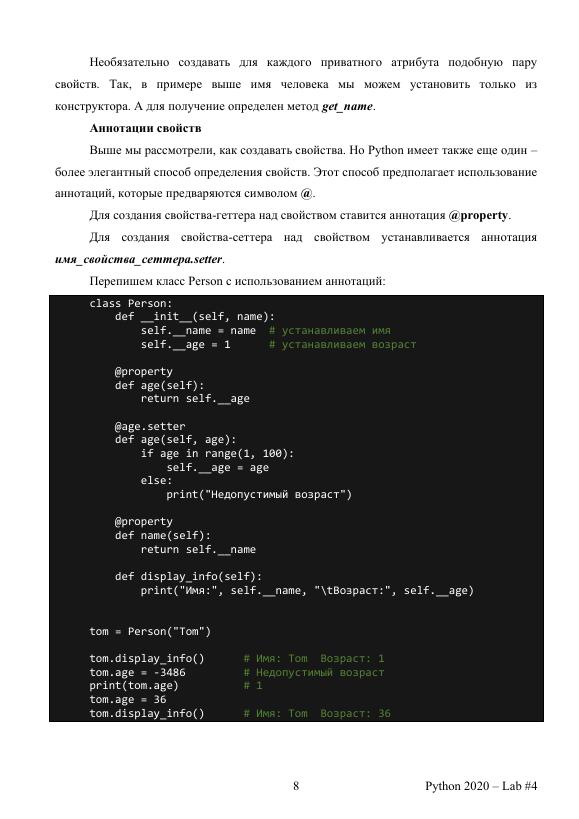 Необязательно создавать для каждого приватного атрибута подобную пару
свойств. Так, в примере выше имя человека мы можем установить только из
конструктора. А для получение определен метод get_name.
Аннотации свойств
Выше мы рассмотрели, как создавать свойства. Но Python имеет также еще один –
более элегантный способ определения свойств. Этот способ предполагает использование
аннотаций, которые предваряются символом @.
Для создания свойства-геттера над свойством ставится аннотация @property.
Для создания свойства-сеттера над свойством устанавливается аннотация
имя_свойства_сеттера.setter.
Перепишем класс Person с использованием аннотаций:
class Person:
    def __init__(self, name):
        self.__name = name  # устанавливаем имя
        self.__age = 1      # устанавливаем возраст

    @property
    def age(self):
        return self.__age

    @age.setter
    def age(self, age):
        if age in range(1, 100):
            self.__age = age
        else:
            print("Недопустимый возраст")

    @property
    def name(self):
        return self.__name

    def display_info(self):
        print("Имя:", self.__name, "\tВозраст:", self.__age)


tom = Person("Tom")

tom.display_info()      # Имя: Tom  Возраст: 1
tom.age = -3486         # Недопустимый возраст
print(tom.age)          # 1
tom.age = 36
tom.display_info()      # Имя: Tom  Возраст: 36
8 Python 2020 – Lab #4